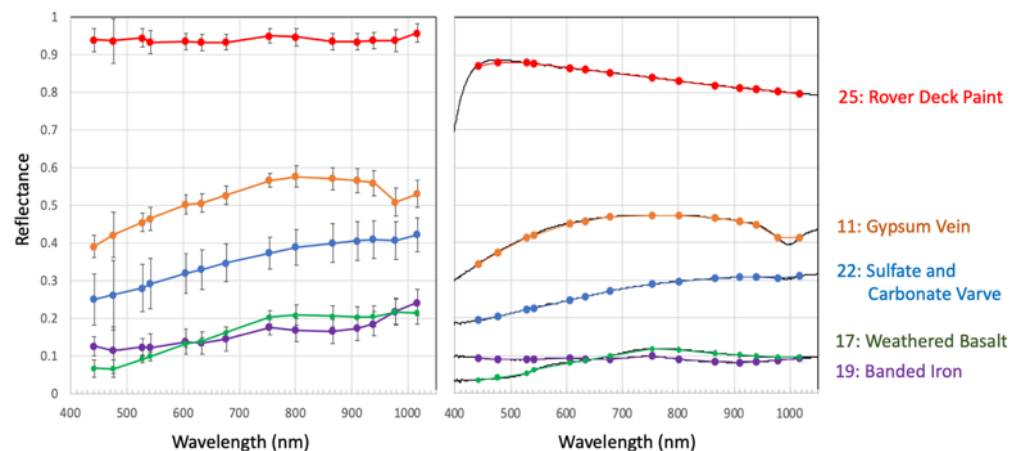 1
0.9
0.8
0.7
0.6
0.5
0.4
0.3
0.2
0.1
0
Reflectance
400 500 600 700 800 900 1000
Wavelength (nm)
400 500 600 700 800 900 1000
Wavelength (nm)
25: Rover Deck Paint
11: Gypsum Vein
22: Sulfate and
Carbonate Varve
17: Weathered Basalt
19: Banded Iron